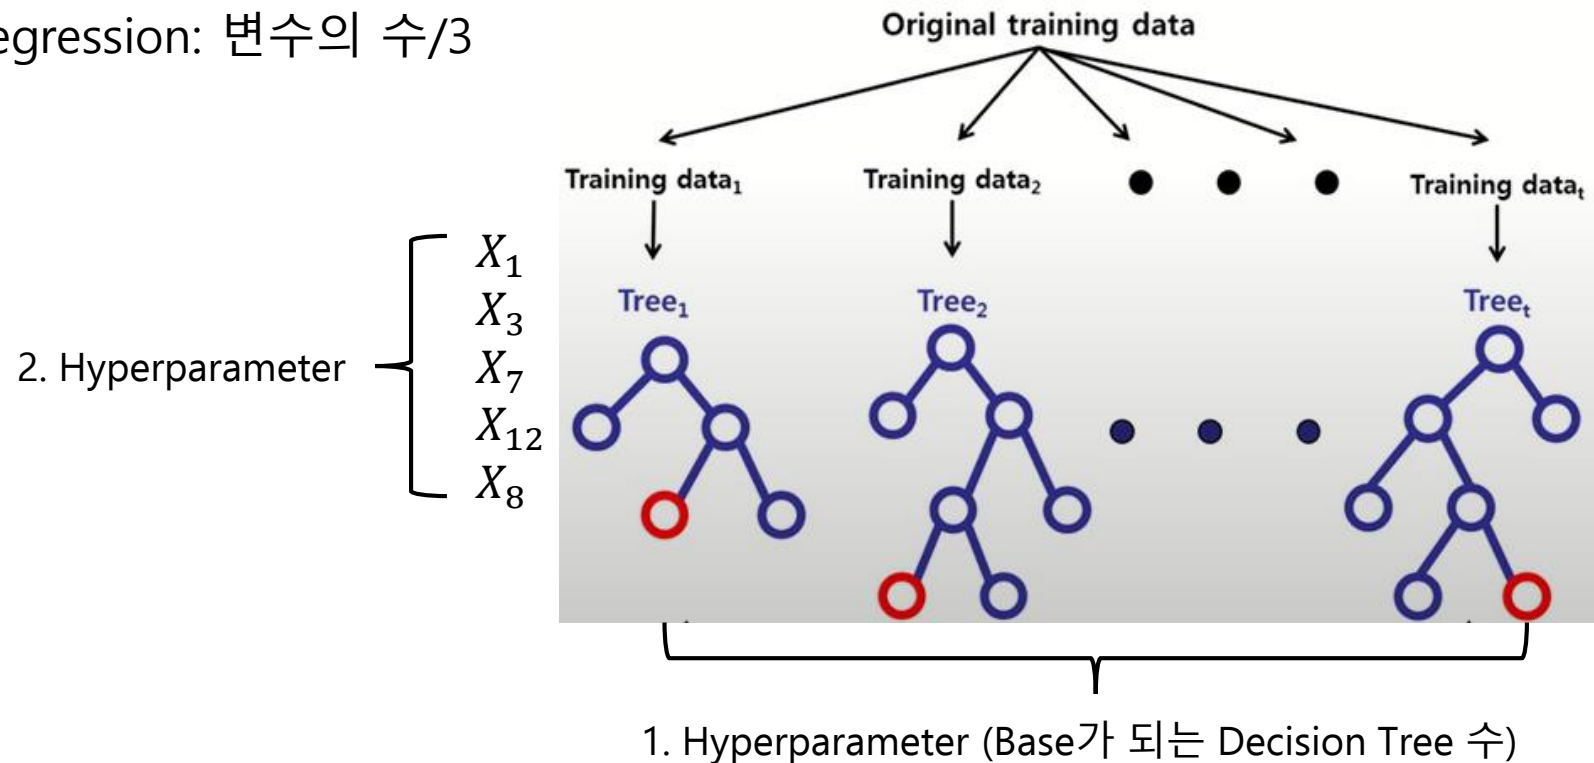 egression: 변수의 수/3
Original training data
Training data₁ Training data₂ Training dataₜ
Tree₁ Tree₂ Treeₜ
2. Hyperparameter
X₁
X₃
X₇
X₁₂
X₈
1. Hyperparameter (Base가 되는 Decision Tree 수)